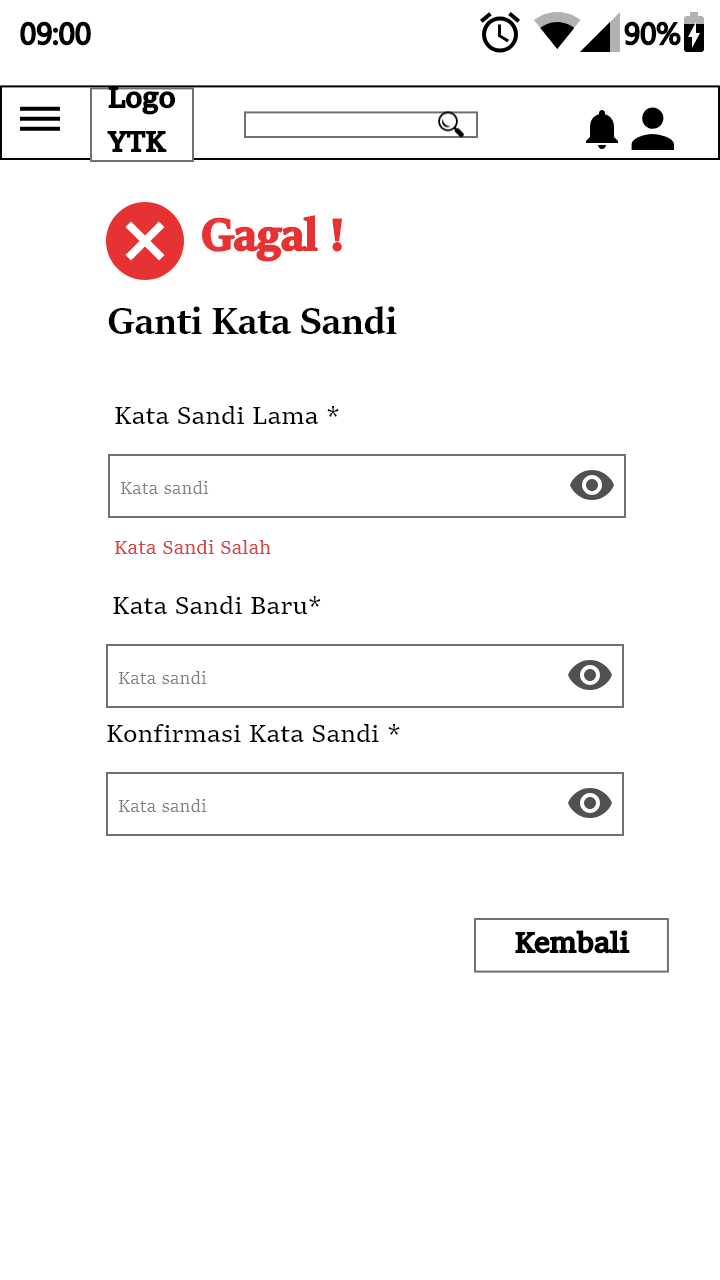 09:00
90%
Logo
YTK
Gagal !
Ganti Kata Sandi
Kata Sandi Lama *
Kata sandi
Kata Sandi Salah
Kata Sandi Baru*
Kata sandi
Konfirmasi Kata Sandi *
Kata sandi
Kembali